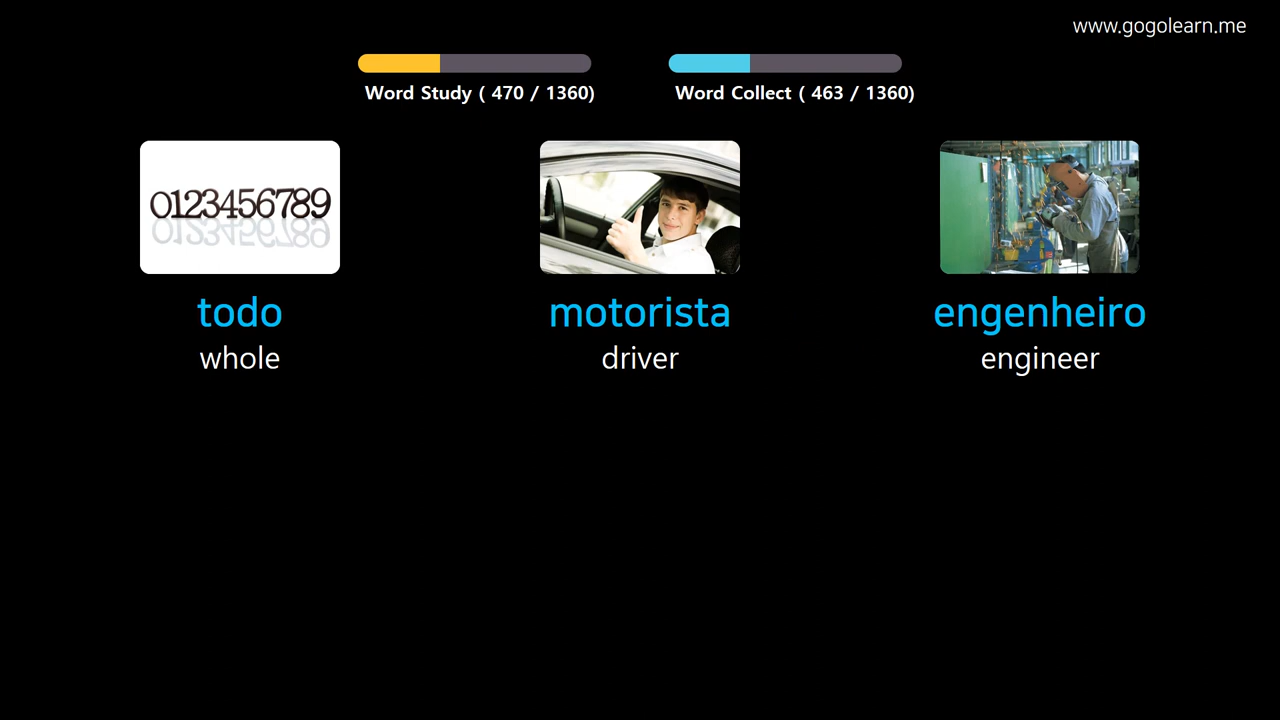 www.gogolearn.me
Word Study ( 470 / 1360)
Word Collect ( 463 / 1360)
0123456789
todo
motorista
engenheiro
whole
driver
engineer